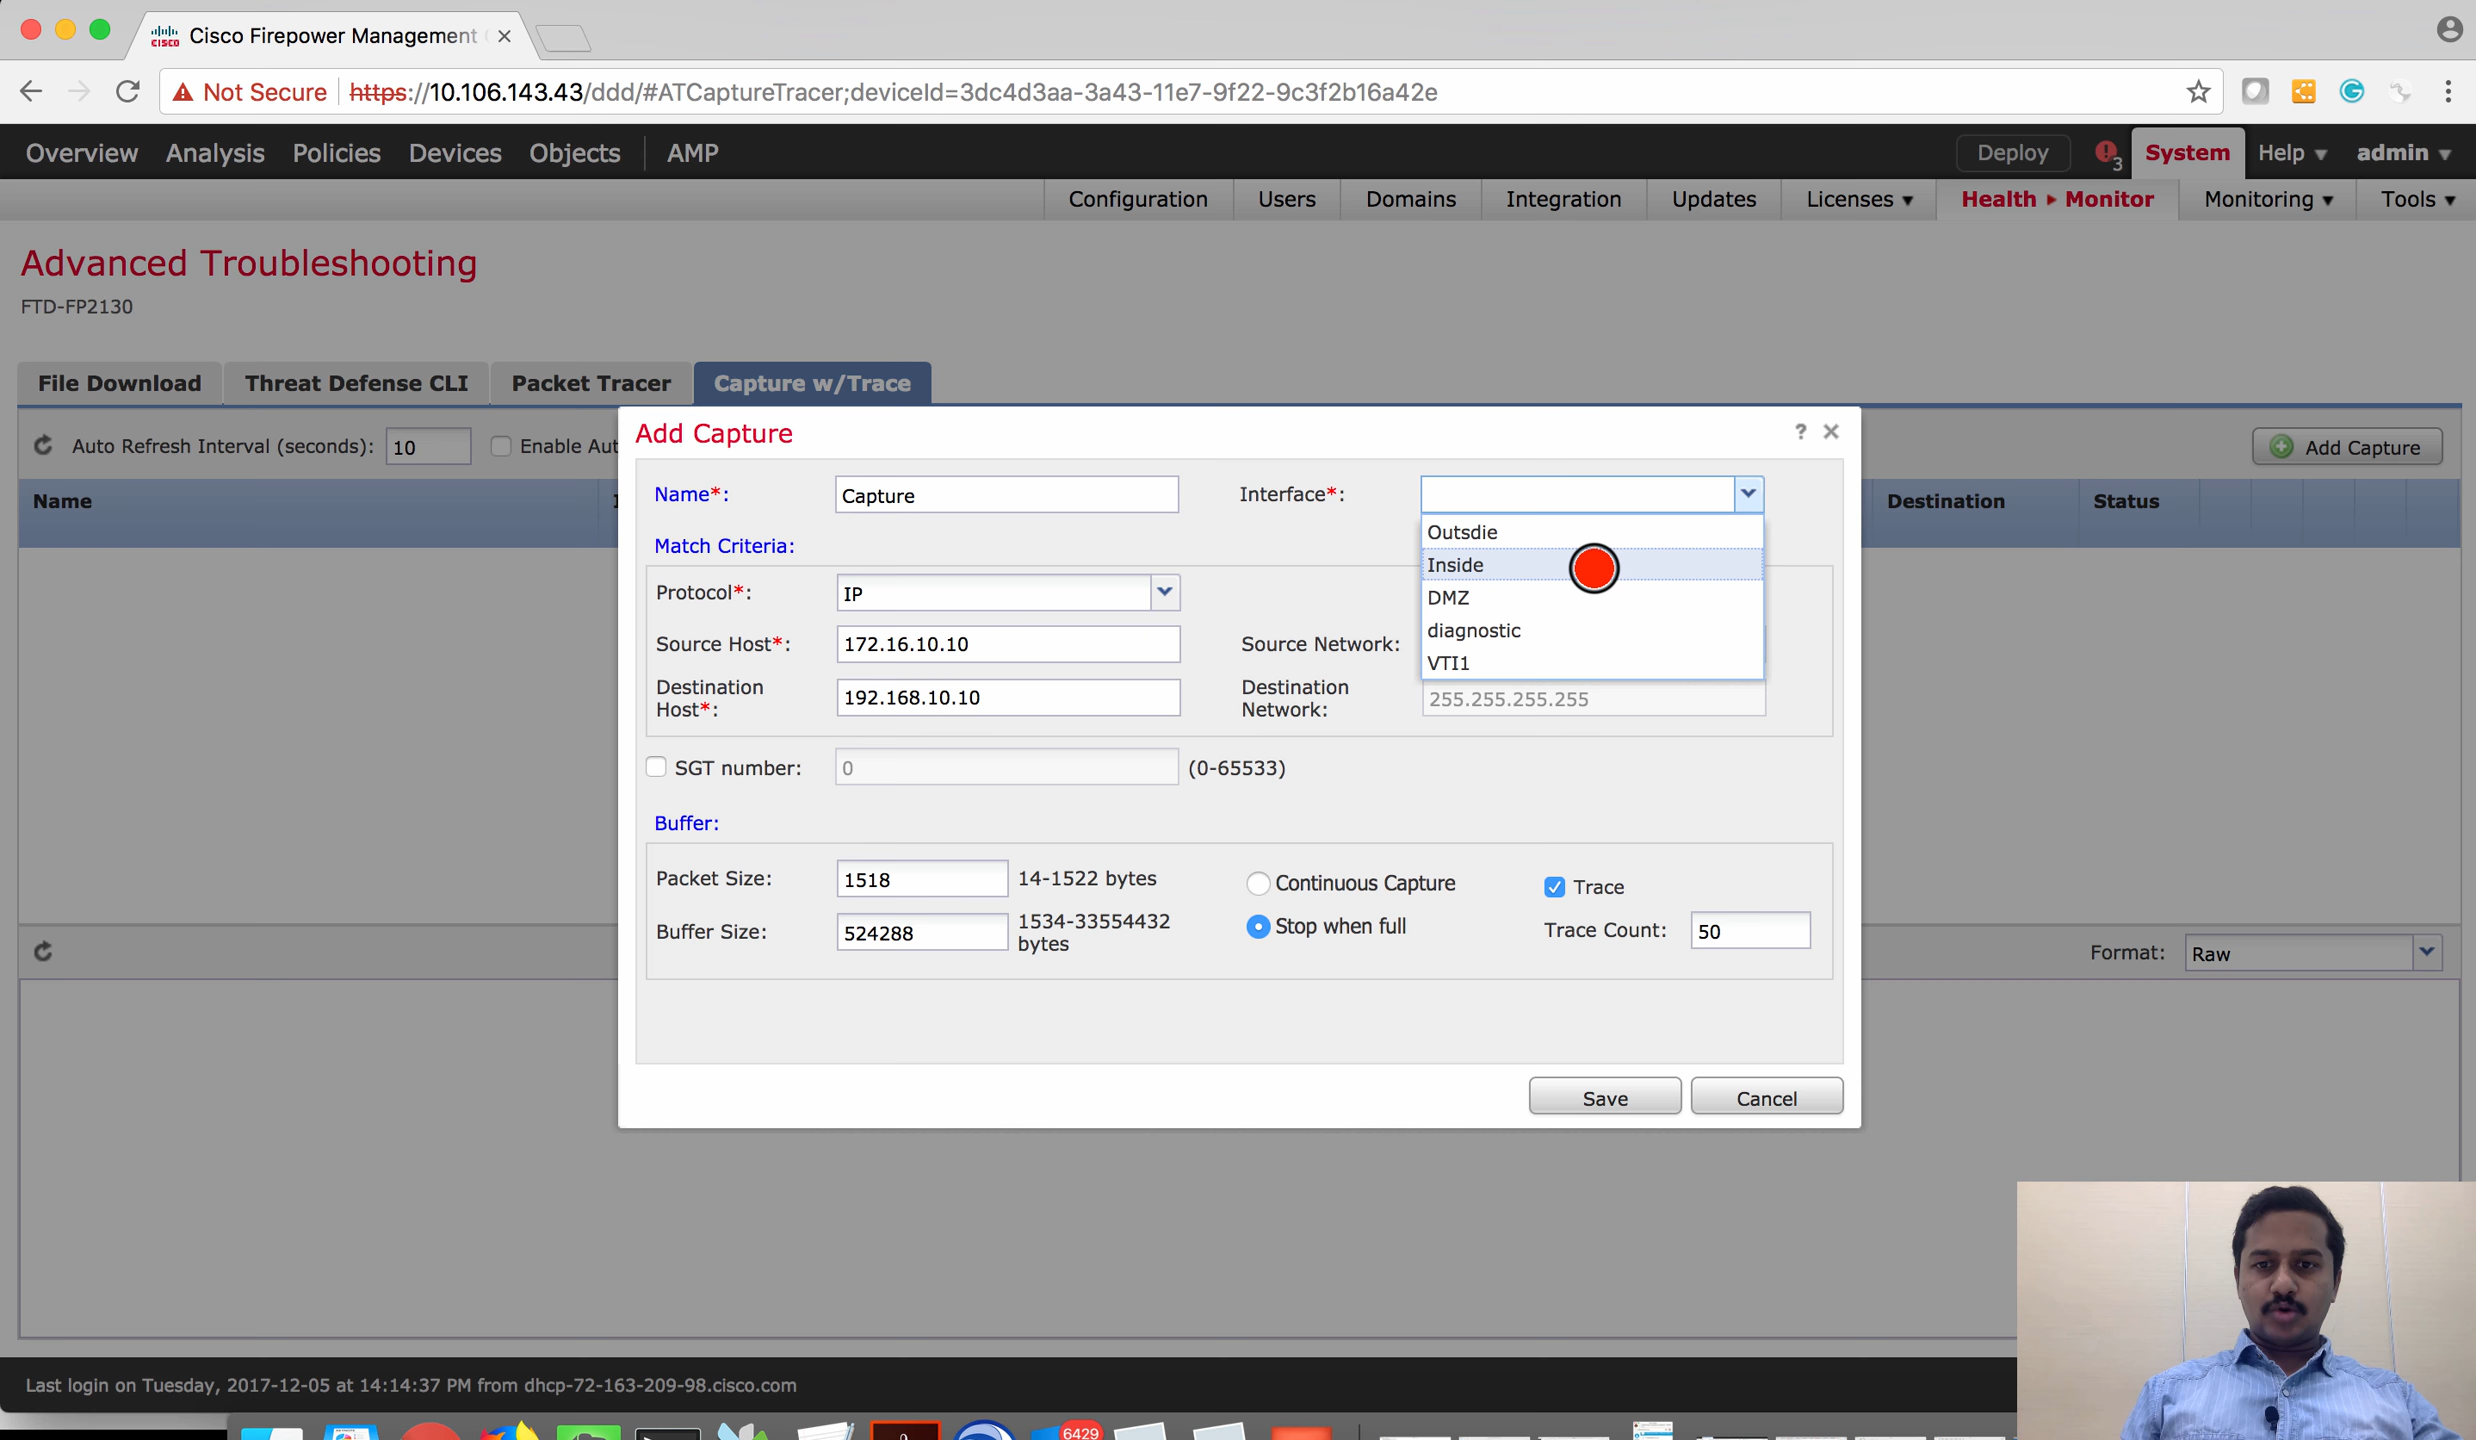 Cisco Firepower Management
Not Secure https://10.106.143.43/ddd/#ATCaptureTracer;deviceId=3dc4d3aa-3a43-11e7-9f22-9c3f2b16a42e
Overview Analysis Policies Devices Objects AMP Deploy 3 System Help admin
Configuration Users Domains Integration Updates Licenses Health Monitor Monitoring Tools
Advanced Troubleshooting
FTD-FP2130
File Download Threat Defense CLI Packet Tracer Capture w/Trace
Auto Refresh Interval (seconds): 10 Enable Aut Add Capture
Name Destination Status
Add Capture ?
Name*: Capture Interface*:
Outsdie
Match Criteria:
Inside
Protocol*: IP
DMZ
diagnostic
Source Host*: 172.16.10.10 Source Network:
VTI1
Destination Host*: 192.168.10.10 Destination Network: 255.255.255.255
SGT number: 0 (0-65533)
Buffer:
Packet Size: 1518 14-1522 bytes Continuous Capture Trace
Buffer Size: 524288 1534-33554432 bytes Stop when full Trace Count: 50
Format: Raw
Save Cancel
Last login on Tuesday, 2017-12-05 at 14:14:37 PM from dhcp-72-163-209-98.cisco.com
6429